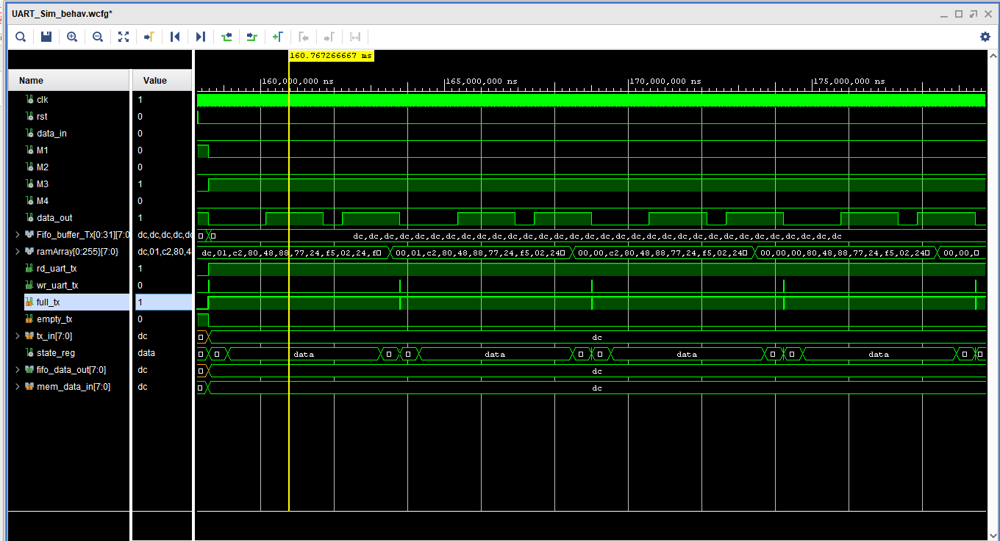 UART_Sim_behav.wcfg*
160.767266667 ms
160,000,000 ns 165,000,000 ns 170,000,000 ns 175,000,000 ns
Name Value
clk 1
rst 0
data_in 0
M1 0
M2 0
M3 1
M4 0
data_out 1
Fifo_buffer_Tx[0:31][7:0 dc,dc,dc,dc,dc dc,dc,dc,dc,dc,dc,dc,dc,dc,dc,dc,dc,dc,dc,dc,dc,dc,dc,dc,dc,dc,dc,dc,dc,dc,dc,dc,dc
ramArray[0:255][7:0] dc,01,c2,80,4 dc,01,c2,80,48,88,77,24,f5,02,24,f 00,01,c2,80,48,88,77,24,f5,02,24 00,00,c2,80,48,88,77,24,f5,02,24 00,00,00,80,48,88,77,24,f5,02,24 00,00,
rd_uart_tx 1
wr_uart_tx 0
full_tx 1
empty_tx 0
tx_in[7:0] dc dc
state_reg data data data data data
fifo_data_out[7:0] dc dc
mem_data_in[7:0] dc dc